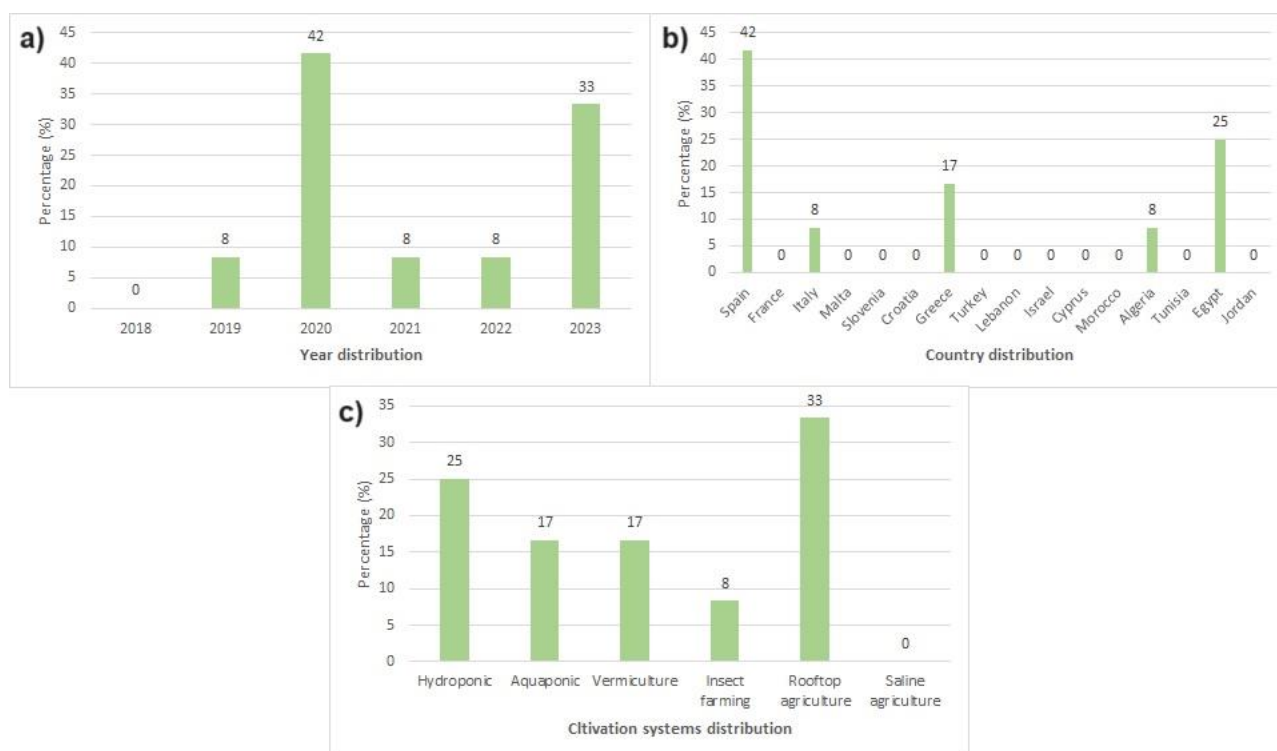 a)
Percentage (%)
45
40
35
30
25
20
15
10
5
0
0
8
42
8
8
33
2018 2019 2020 2021 2022 2023
Year distribution
b)
Percentage (%)
45
40
35
30
25
20
15
10
5
0
42
0
8
0
0
0
17
0
0
0
0
0
8
0
25
0
Spain
France
Italy
Malta
Slovenia
Croatia
Greece
Turkey
Lebanon
Israel
Cyprus
Morocco
Algeria
Tunisia
Egypt
Jordan
Country distribution
c)
Percentage (%)
35
30
25
20
15
10
5
0
25
17
17
8
33
0
Hydroponic
Aquaponic
Vermiculture
Insect
farming
Rooftop
agriculture
Saline
agriculture
Cltivation systems distribution